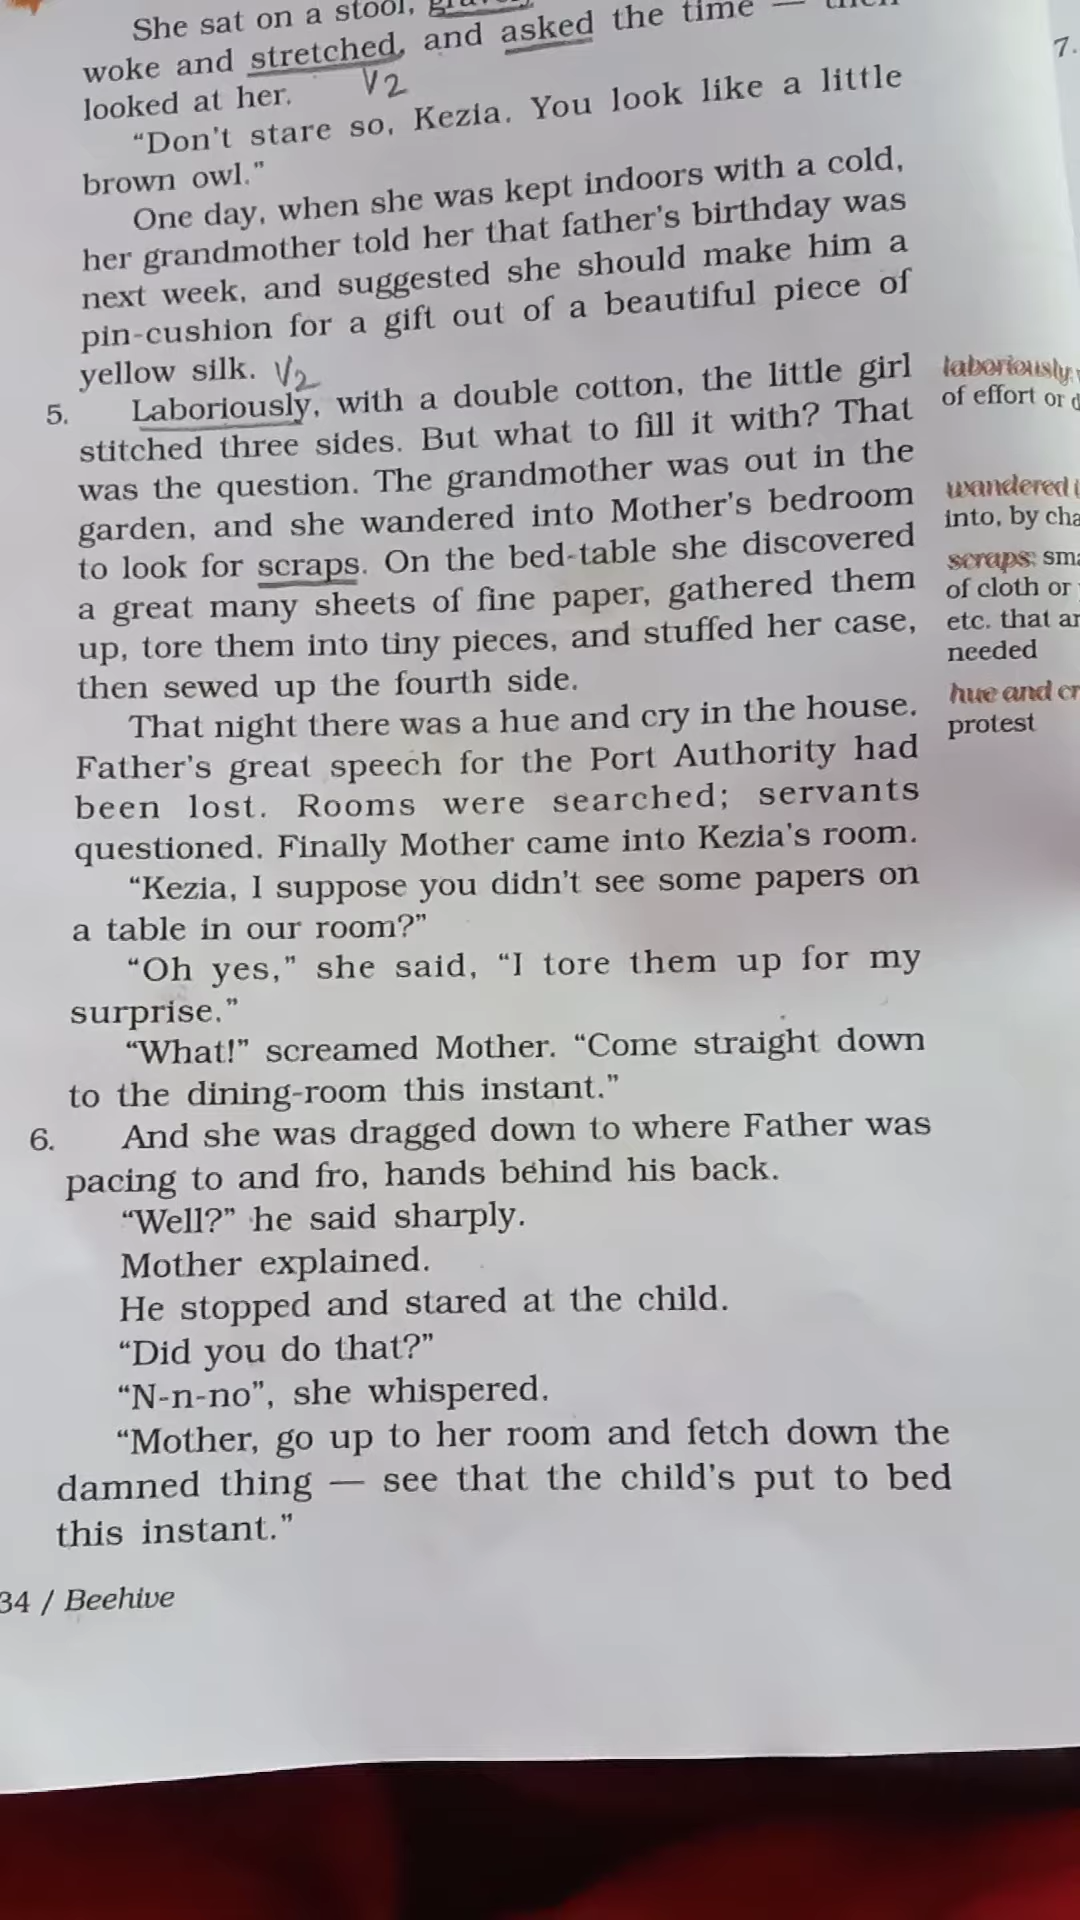 She sat on a stool,
woke and stretched, and asked the time —
looked at her.
V2
7.
"Don't stare so, Kezia. You look like a little
brown owl."
One day, when she was kept indoors with a cold,
her grandmother told her that father's birthday was
next week, and suggested she should make him a
pin-cushion for a gift out of a beautiful piece of
yellow silk.
V2
5. Laboriously, with a double cotton, the little girl
stitched three sides. But what to fill it with? That
was the question. The grandmother was out in the
garden, and she wandered into Mother's bedroom
to look for scraps. On the bed-table she discovered
a great many sheets of fine paper, gathered them
up, tore them into tiny pieces, and stuffed her case,
then sewed up the fourth side.
That night there was a hue and cry in the house.
Father's great speech for the Port Authority had
been lost. Rooms were searched; servants
questioned. Finally Mother came into Kezia's room.
"Kezia, I suppose you didn't see some papers on
a table in our room?"
"Oh yes," she said, "I tore them up for my
surprise."
"What!" screamed Mother. "Come straight down
to the dining-room this instant."
6. And she was dragged down to where Father was
pacing to and fro, hands behind his back.
"Well?" he said sharply.
Mother explained.
He stopped and stared at the child.
"Did you do that?"
"N-n-no", she whispered.
"Mother, go up to her room and fetch down the
damned thing — see that the child's put to bed
this instant."
34 / Beehive
laboriously:
of effort or
wandered
into, by
scraps:
of cloth or
etc. that
needed
hue and
protest